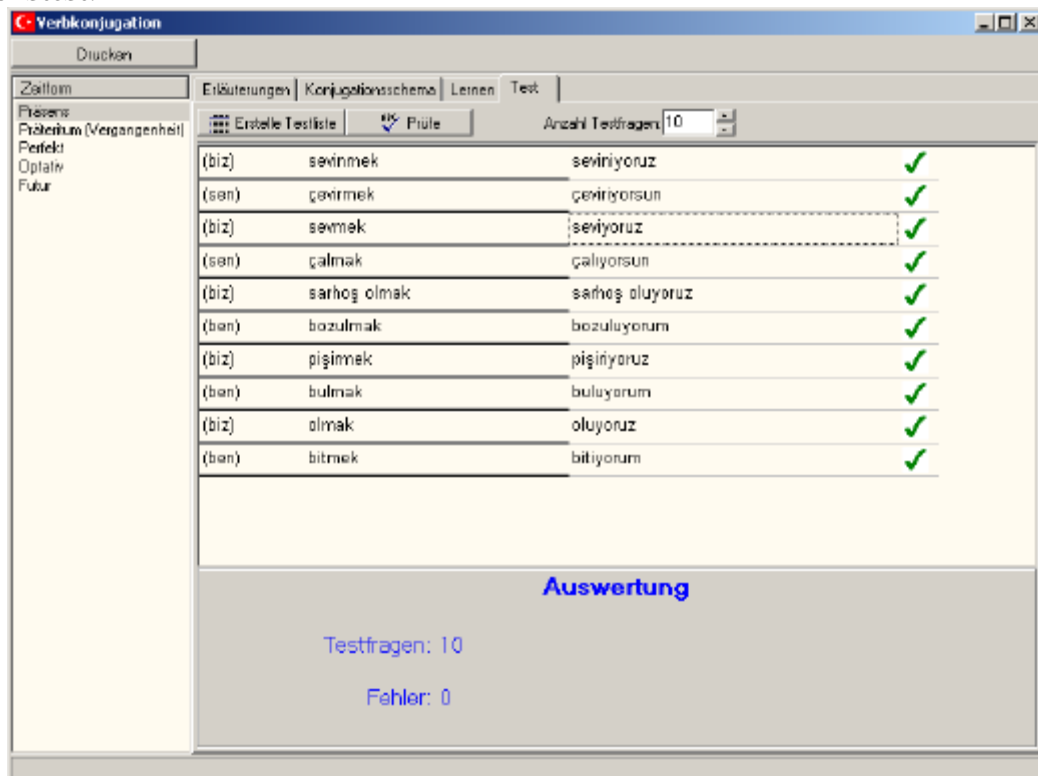 Verbkonjugation
Drucken
Zeitform
Präsens
Präteritum (Vergangenheit)
Perfekt
Optativ
Futur
Erläuterungen Konjugationsschema Lernen Test
Erstelle Testliste Prüfe Anzahl Testfragen: 10
(biz) sevinmek seviniyoruz
(sen) çevirmek çeviriyorsun
(biz) sevmek seviyoruz
(sen) çalmak çalıyorsun
(biz) sarhoş olmak sarhoş oluyoruz
(ben) bozulmak bozuluyorum
(biz) pişirmek pişiriyoruz
(ben) bulmak buluyorum
(biz) olmak oluyoruz
(ben) bitmek bitiyorum
Auswertung
Testfragen: 10
Fehler: 0